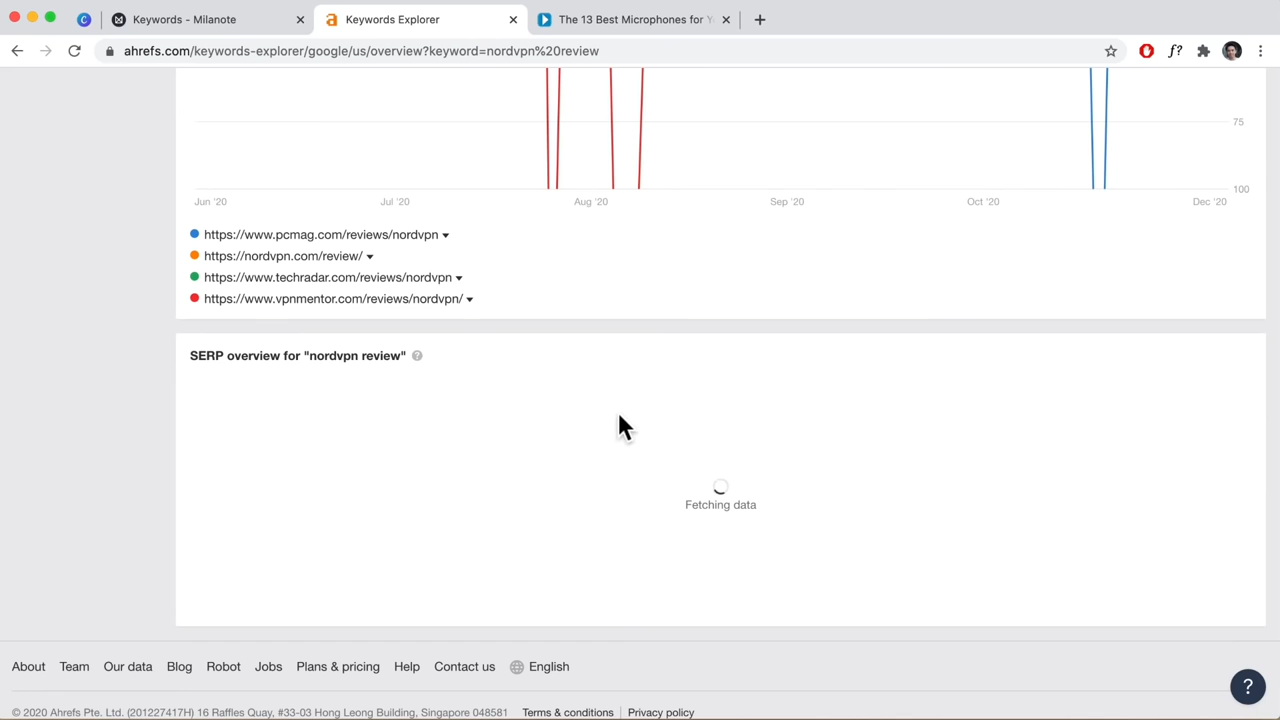 Keywords - Milanote
Keywords Explorer
The 13 Best Microphones for Y
ahrefs.com/keywords-explorer/google/us/overview?keyword=nordvpn%20review
f?
75
100
Jun '20 Jul '20 Aug '20 Sep '20 Oct '20 Dec '20
https://www.pcmag.com/reviews/nordvpn
https://nordvpn.com/review/
https://www.techradar.com/reviews/nordvpn
https://www.vpnmentor.com/reviews/nordvpn/
SERP overview for "nordvpn review" ?
Fetching data
About Team Our data Blog Robot Jobs Plans & pricing Help Contact us English
?
© 2020 Ahrefs Pte. Ltd. (201227417H) 16 Raffles Quay, #33-03 Hong Leong Building, Singapore 048581 Terms & conditions Privacy policy